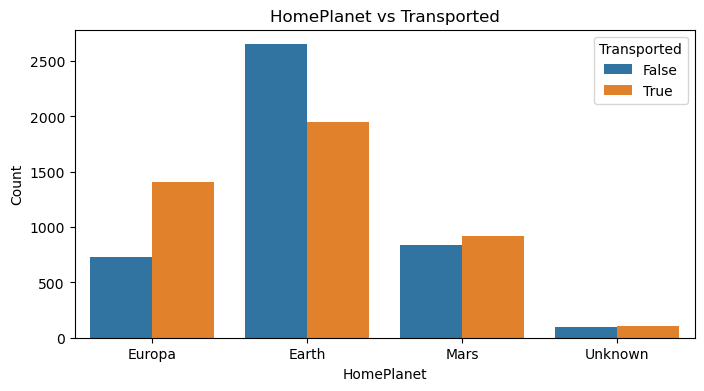 HomePlanet vs Transported
Transported
False
True
2500
2000
1500
1000
500
0
Count
Europa
Earth
Mars
Unknown
HomePlanet